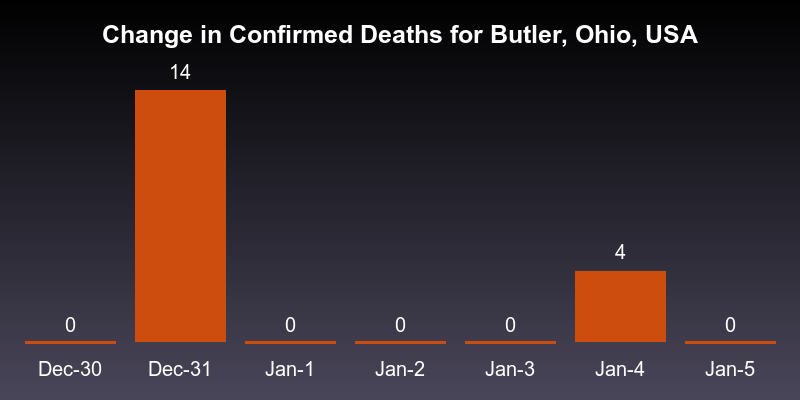 Change in Confirmed Deaths for Butler, Ohio, USA
14
4
0 0 0 0 0
Dec-30 Dec-31 Jan-1 Jan-2 Jan-3 Jan-4 Jan-5